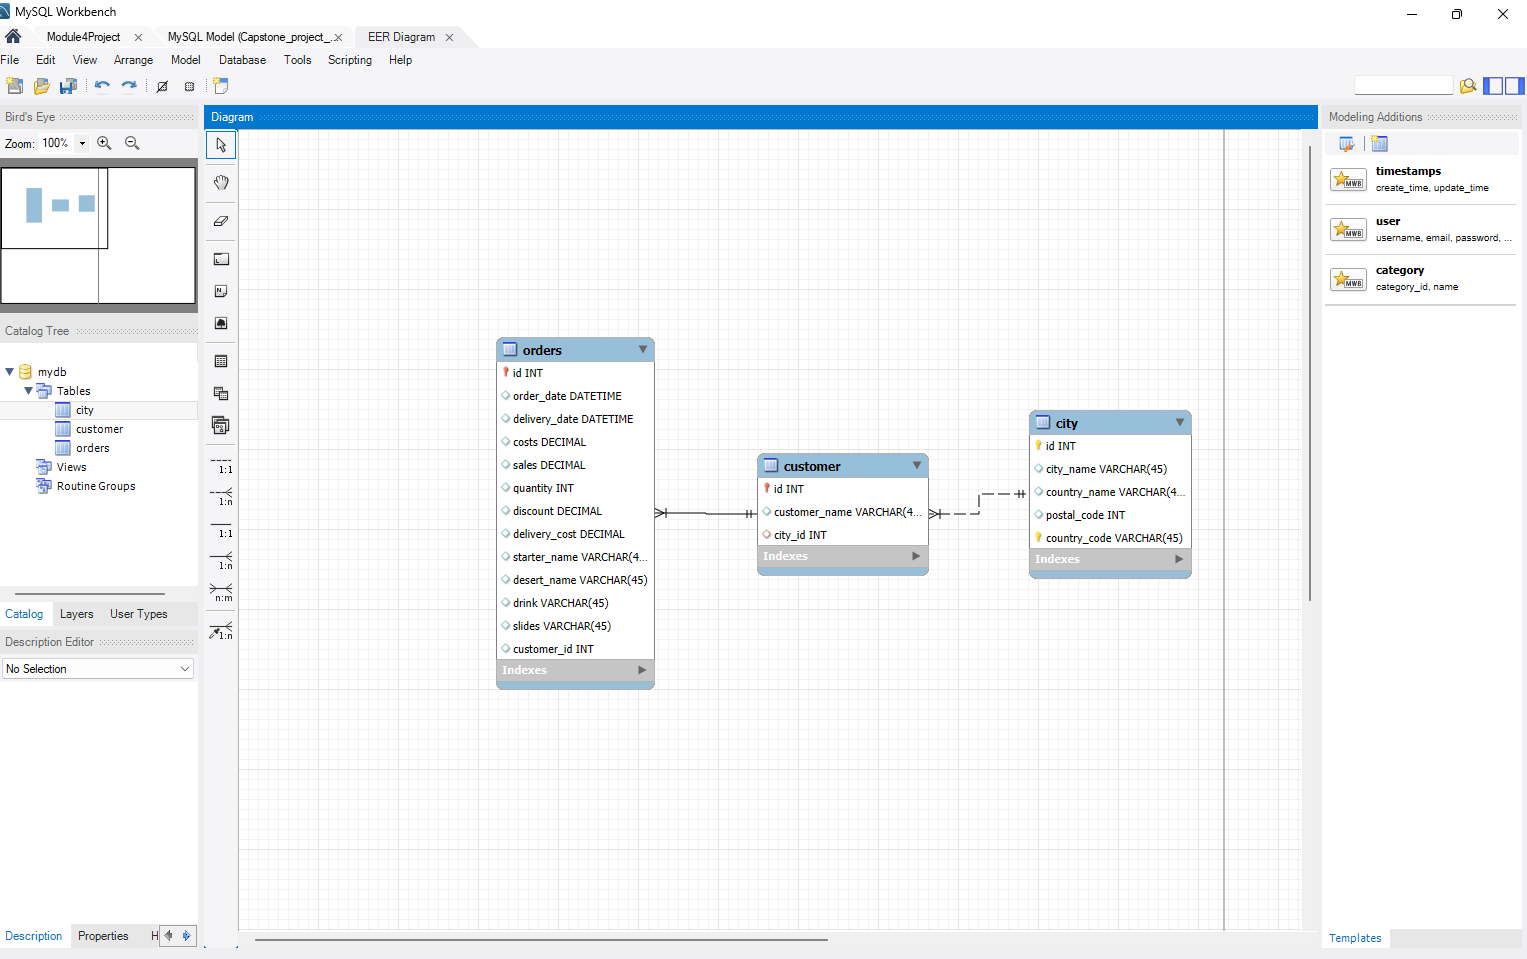 MySQL Workbench
Module4Project
MySQL Model (Capstone_project_...
EER Diagram
File Edit View Arrange Model Database Tools Scripting Help
Bird's Eye
Zoom: 100%
Catalog Tree
mydb
Tables
city
customer
orders
Views
Routine Groups
Catalog Layers User Types
Description Editor
No Selection
Description Properties H
Diagram
1:1
1:n
1:1
1:n
n:m
1:n
orders
id INT
order_date DATETIME
delivery_date DATETIME
costs DECIMAL
sales DECIMAL
quantity INT
discount DECIMAL
delivery_cost DECIMAL
starter_name VARCHAR(4...
desert_name VARCHAR(45)
drink VARCHAR(45)
slides VARCHAR(45)
customer_id INT
Indexes
customer
id INT
customer_name VARCHAR(4...
city_id INT
Indexes
city
id INT
city_name VARCHAR(45)
country_name VARCHAR(4...
postal_code INT
country_code VARCHAR(45)
Indexes
Modeling Additions
MWB
timestamps
create_time, update_time
MWB
user
username, email, password, ...
MWB
category
category_id, name
Templates